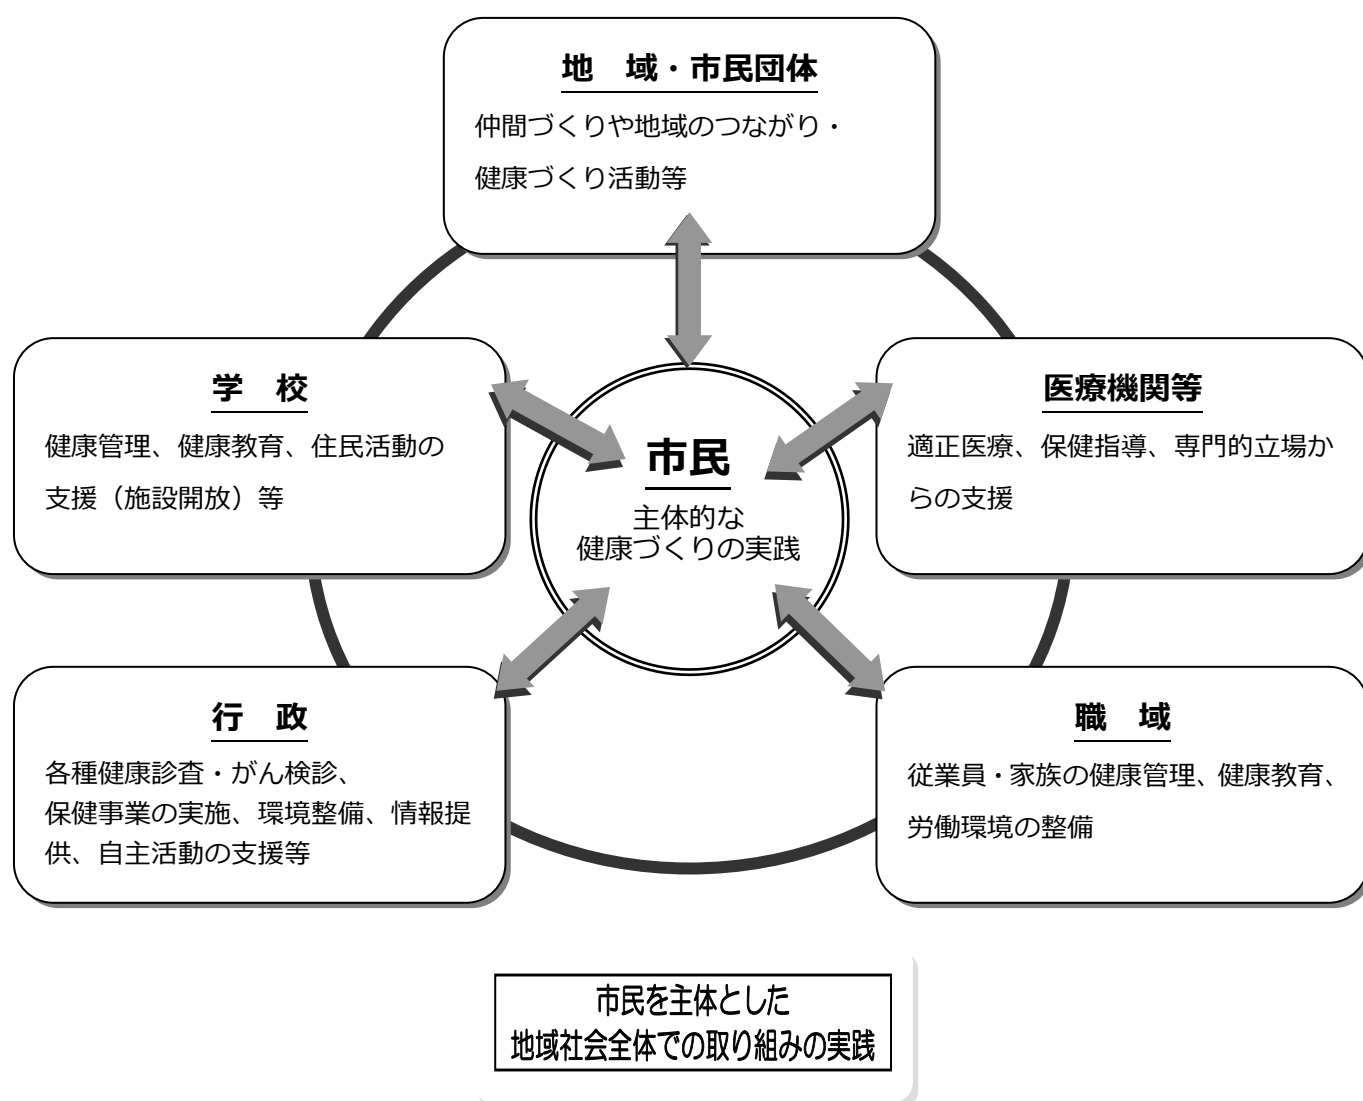 地　域・市民団体
仲間づくりや地域のつながり・
健康づくり活動等
学　校
健康管理、健康教育、住民活動の
支援（施設開放）等
市民
主体的な
健康づくりの実践
医療機関等
適正医療、保健指導、専門的立場か
らの支援
行　政
各種健康診査・がん検診、
保健事業の実施、環境整備、情報提
供、自主活動の支援等
職　域
従業員・家族の健康管理、健康教育、
労働環境の整備
市民を主体とした
地域社会全体での取り組みの実践